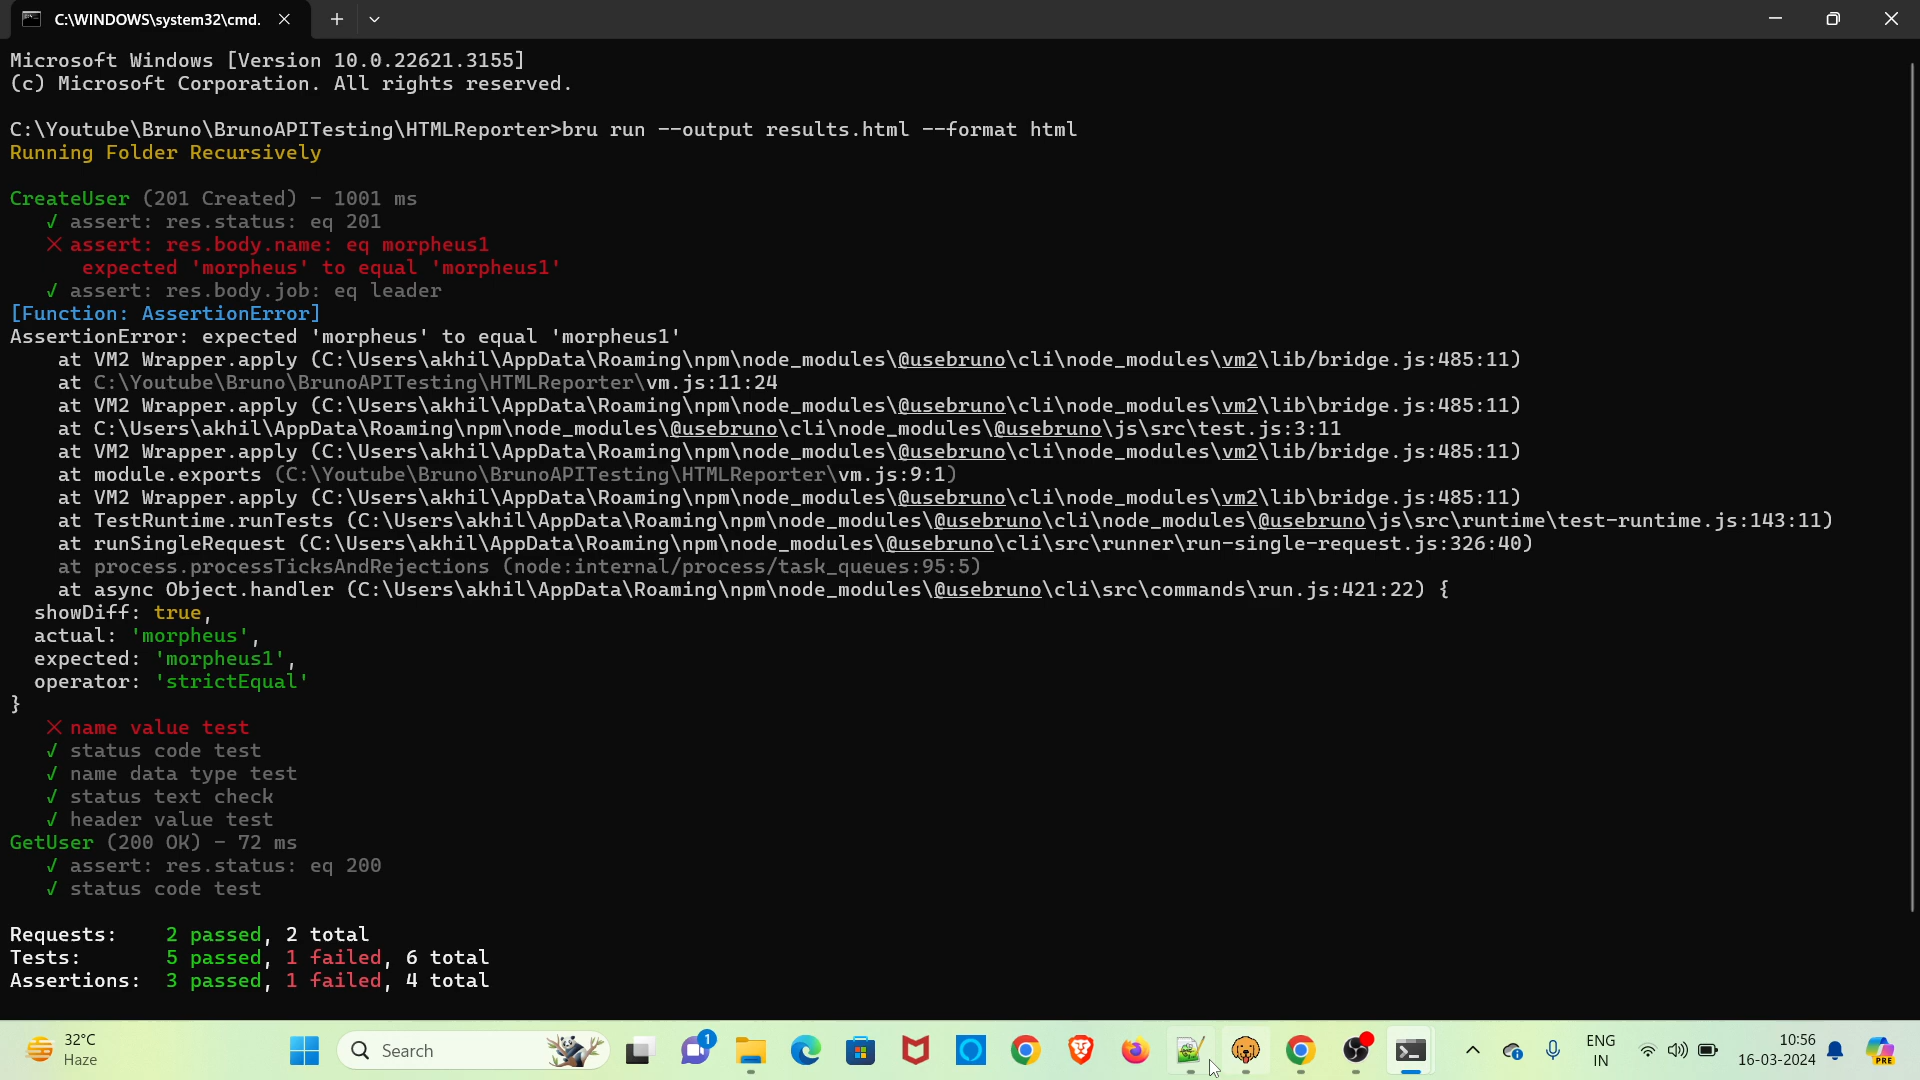 C:\WINDOWS\system32\cmd.
Microsoft Windows [Version 10.0.22621.3155]
(c) Microsoft Corporation. All rights reserved.
C:\Youtube\Bruno\BrunoAPITesting\HTMLReporter>bru run --output results.html --format html
Running Folder Recursively
CreateUser (201 Created) - 1001 ms
√ assert: res.status: eq 201
╳ assert: res.body.name: eq morpheus1
expected 'morpheus' to equal 'morpheus1'
√ assert: res.body.job: eq leader
[Function: AssertionError]
AssertionError: expected 'morpheus' to equal 'morpheus1'
at VM2 Wrapper.apply (C:\Users\akhil\AppData\Roaming\npm\node_modules\@usebruno\cli\node_modules\vm2\lib/bridge.js:485:11)
at C:\Youtube\Bruno\BrunoAPITesting\HTMLReporter\vm.js:11:24
at VM2 Wrapper.apply (C:\Users\akhil\AppData\Roaming\npm\node_modules\@usebruno\cli\node_modules\vm2\lib\bridge.js:485:11)
at C:\Users\akhil\AppData\Roaming\npm\node_modules\@usebruno\cli\node_modules\@usebruno\js\src\test.js:3:11
at VM2 Wrapper.apply (C:\Users\akhil\AppData\Roaming\npm\node_modules\@usebruno\cli\node_modules\vm2\lib/bridge.js:485:11)
at module.exports (C:\Youtube\Bruno\BrunoAPITesting\HTMLReporter\vm.js:9:1)
at VM2 Wrapper.apply (C:\Users\akhil\AppData\Roaming\npm\node_modules\@usebruno\cli\node_modules\vm2\lib\bridge.js:485:11)
at TestRuntime.runTests (C:\Users\akhil\AppData\Roaming\npm\node_modules\@usebruno\cli\node_modules\@usebruno\js\src\runtime\test-runtime.js:143:11)
at runSingleRequest (C:\Users\akhil\AppData\Roaming\npm\node_modules\@usebruno\cli\src\runner\run-single-request.js:326:40)
at process.processTicksAndRejections (node:internal/process/task_queues:95:5)
at async Object.handler (C:\Users\akhil\AppData\Roaming\npm\node_modules\@usebruno\cli\src\commands\run.js:421:22) {
showDiff: true,
actual: 'morpheus',
expected: 'morpheus1',
operator: 'strictEqual'
}
╳ name value test
√ status code test
√ name data type test
√ status text check
√ header value test
GetUser (200 OK) - 72 ms
√ assert: res.status: eq 200
√ status code test
Requests: 2 passed, 2 total
Tests: 5 passed, 1 failed, 6 total
Assertions: 3 passed, 1 failed, 4 total
32°C
Haze
Search
1
ENG
IN
10:56
16-03-2024
PRE